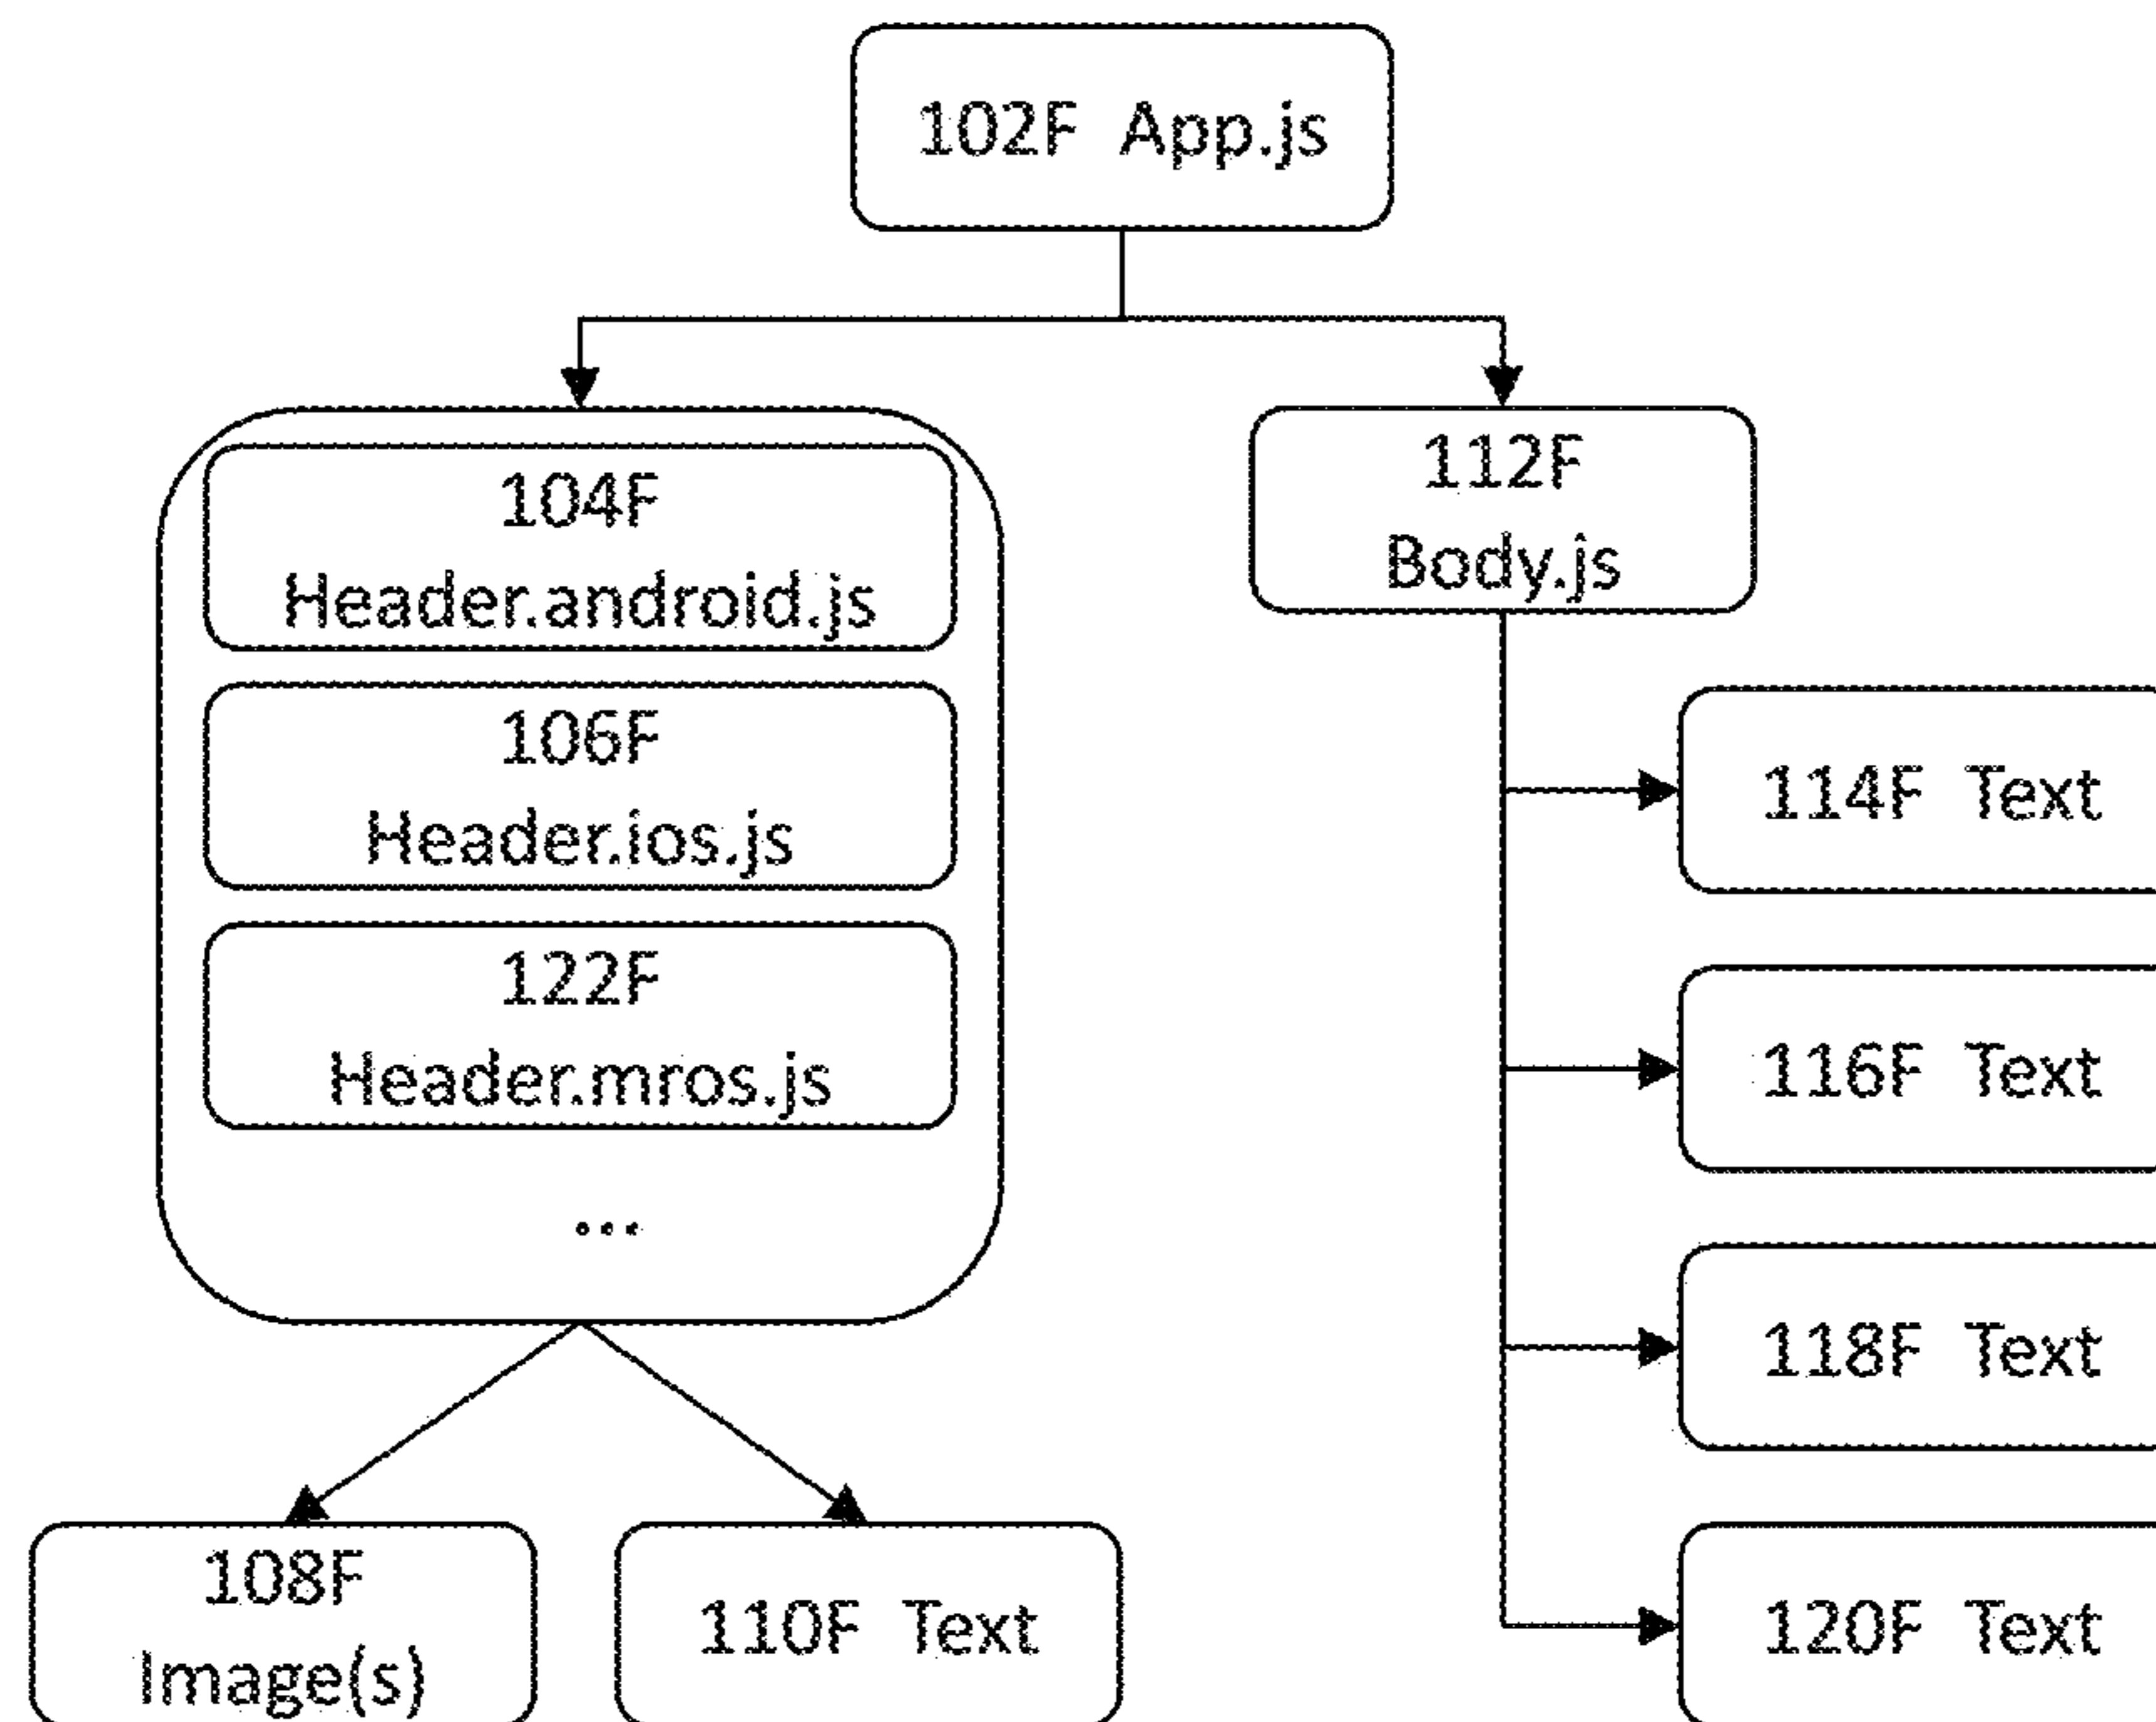 102F App.js
104F
Header.android.js
106F
Header.ios.js
122F
Header.mros.js
...
108F
Image(s)
110F Text
112F
Body.js
114F Text
116F Text
118F Text
120F Text